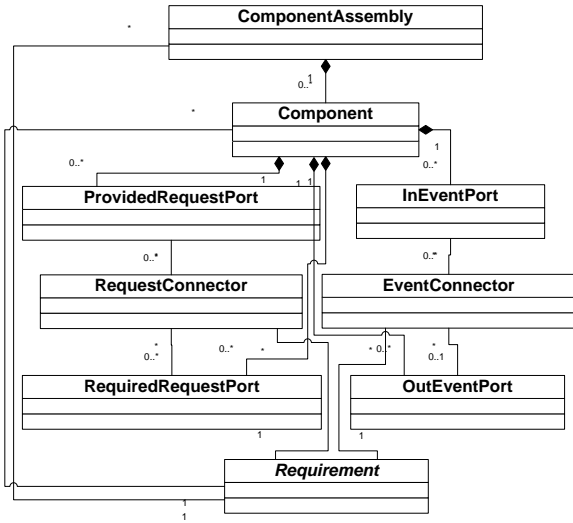 ComponentAssembly
*
1
0..*
Component
*
1
0..*
0..*
1
1
1
ProvidedRequestPort
InEventPort
0..*
0..*
RequestConnector
EventConnector
*
0..*
0..*
*
*
0..*
*
0..1
RequiredRequestPort
OutEventPort
1
1
Requirement
1
1